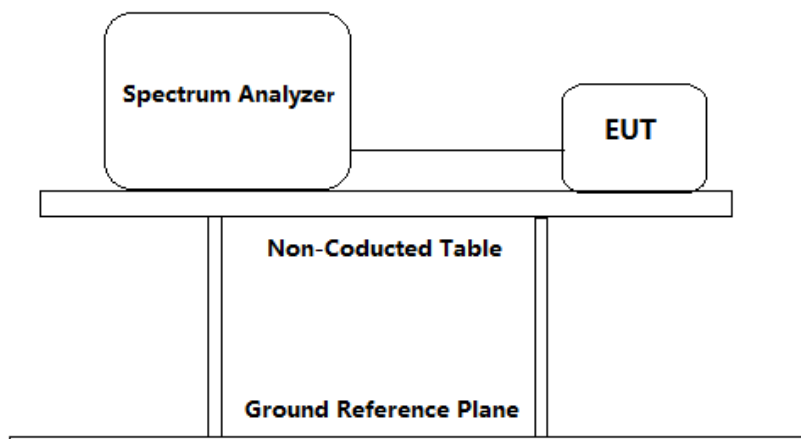 Spectrum Analyzer
EUT
Non-Coducted Table
Ground Reference Plane